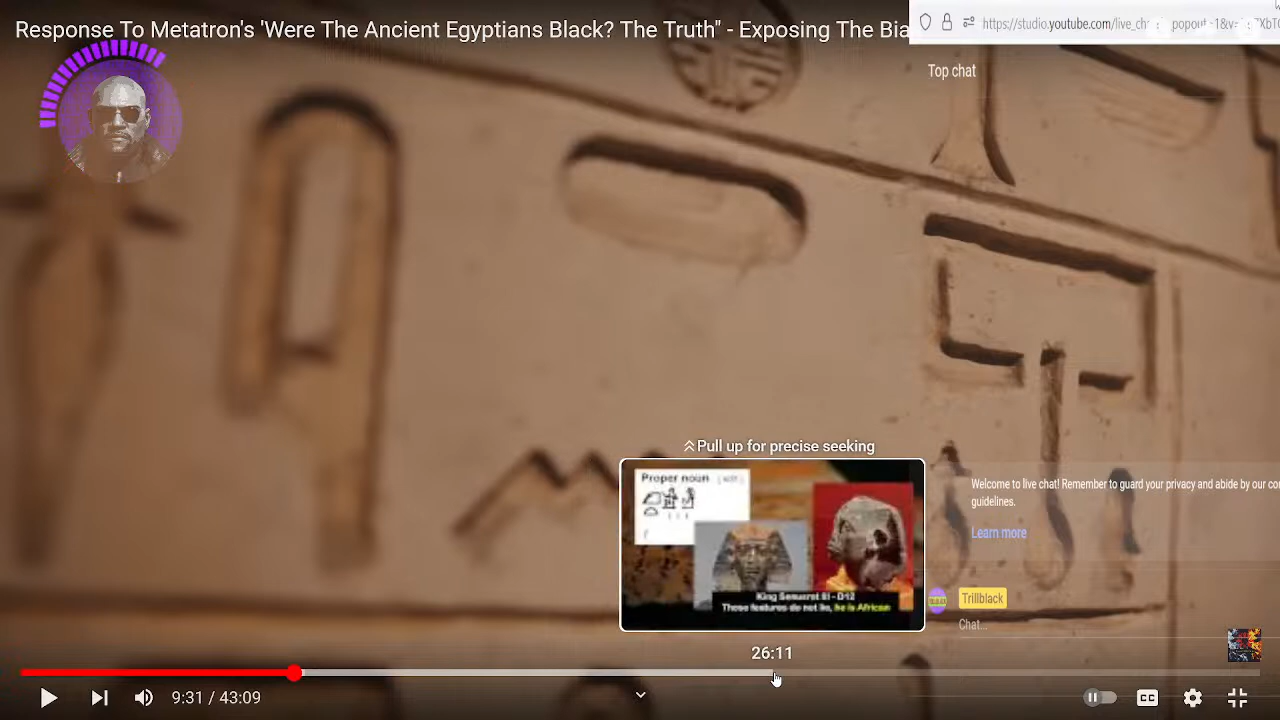 Response To Metatron's 'Were The Ancient Egyptians Black? The Truth" - Exposing The Bia
https://studio.youtube.com/live_ch
popout
Top chat
Pull up for precise seeking
Proper noun [edit]
King Senusret III - D12
These features do not lie, he is African
Welcome to live chat! Remember to guard your privacy and abide by our co
guidelines.
Learn more
Trillblack
Chat...
26:11
9:31 / 43:09
CC